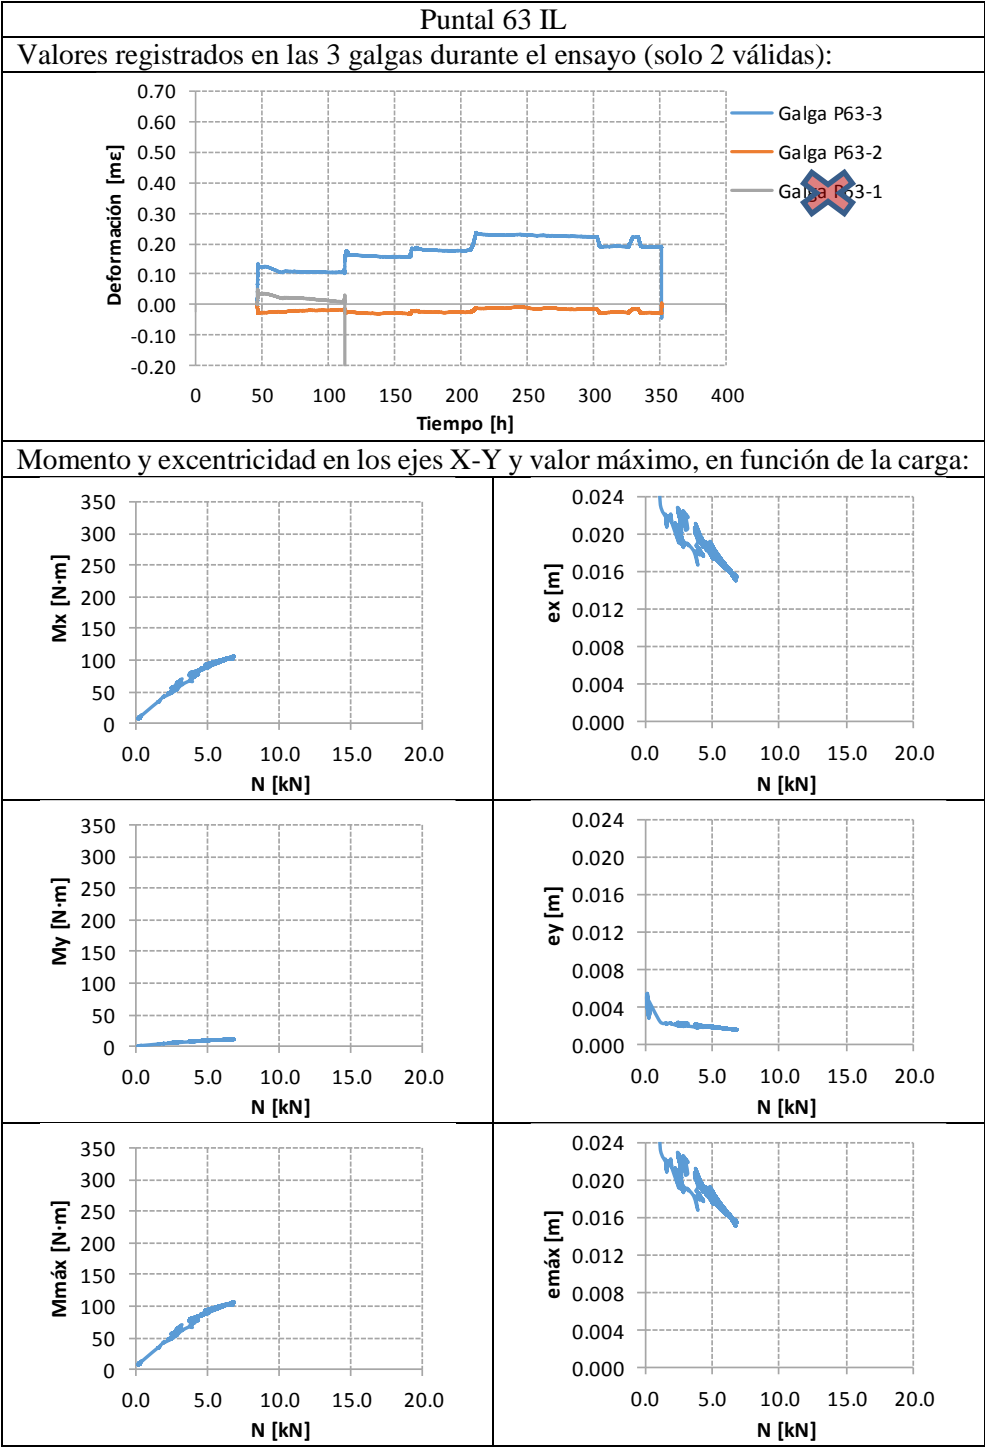 Puntal 63 IL
Valores registrados en las 3 galgas durante el ensayo (solo 2 válidas):
0.70
0.60
0.50
0.40
0.30
0.20
0.10
0.00
-0.10
-0.20
Deformación [mε]
0 50 100 150 200 250 300 350 400
Tiempo [h]
Galga P63-3
Galga P63-2
Galga P63-1
Momento y excentricidad en los ejes X-Y y valor máximo, en función de la carga:
350
300
250
200
150
100
50
0
Mx [N·m]
0.0 5.0 10.0 15.0 20.0
N [kN]
0.024
0.020
0.016
0.012
0.008
0.004
0.000
ex [m]
0.0 5.0 10.0 15.0 20.0
N [kN]
350
300
250
200
150
100
50
0
My [N·m]
0.0 5.0 10.0 15.0 20.0
N [kN]
0.024
0.020
0.016
0.012
0.008
0.004
0.000
ey [m]
0.0 5.0 10.0 15.0 20.0
N [kN]
350
300
250
200
150
100
50
0
Mmáx [N·m]
0.0 5.0 10.0 15.0 20.0
N [kN]
0.024
0.020
0.016
0.012
0.008
0.004
0.000
emáx [m]
0.0 5.0 10.0 15.0 20.0
N [kN]